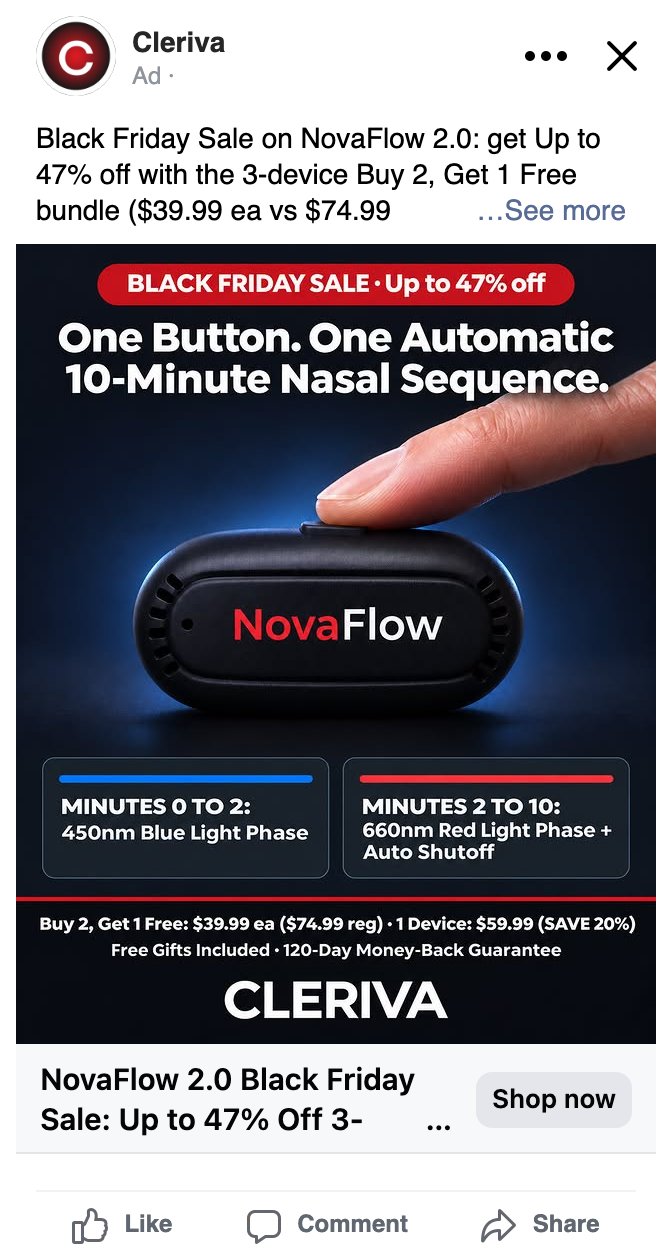 C
Cleriva
Ad ·
Black Friday Sale on NovaFlow 2.0: get Up to
47% off with the 3-device Buy 2, Get 1 Free
bundle ($39.99 ea vs $74.99 ...See more
BLACK FRIDAY SALE · Up to 47% off
One Button. One Automatic
10-Minute Nasal Sequence.
NovaFlow
MINUTES 0 TO 2:
450nm Blue Light Phase
MINUTES 2 TO 10:
660nm Red Light Phase +
Auto Shutoff
Buy 2, Get 1 Free: $39.99 ea ($74.99 reg) · 1 Device: $59.99 (SAVE 20%)
Free Gifts Included · 120-Day Money-Back Guarantee
CLERIVA
NovaFlow 2.0 Black Friday
Sale: Up to 47% Off 3- ...
Shop now
Like Comment Share